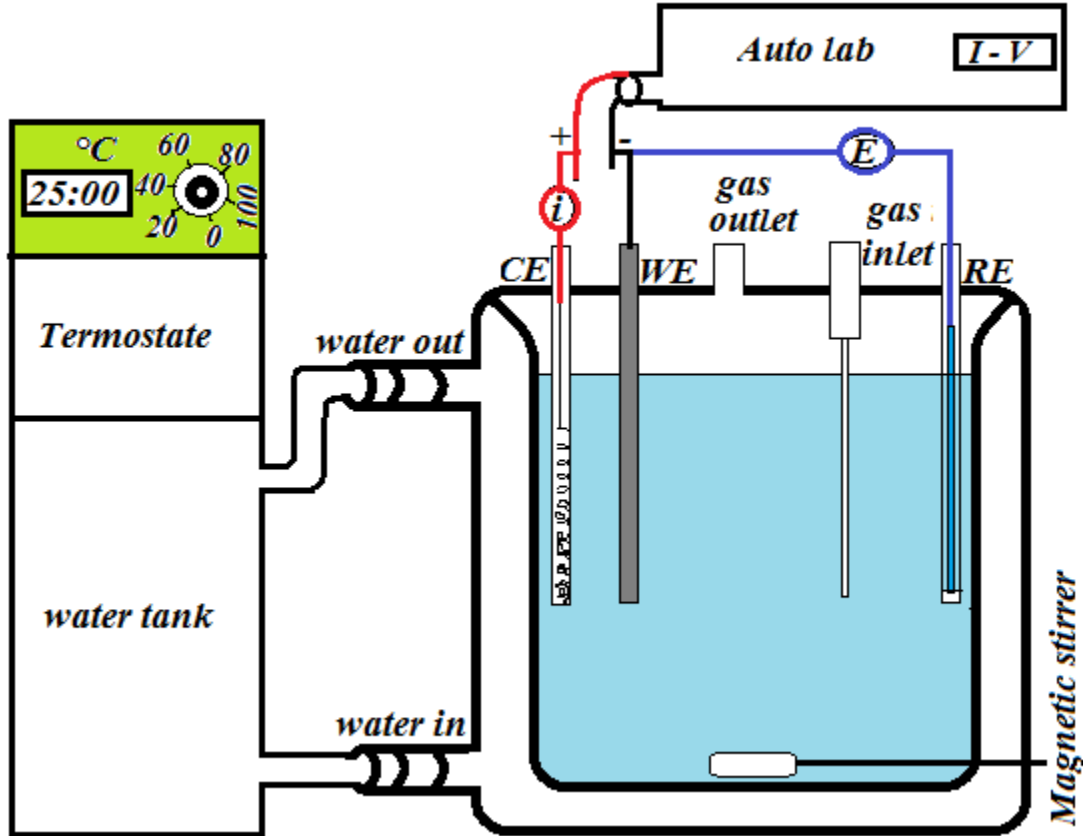 Auto lab
I - V
°C
25:00
0
20
40
60
80
100
+
-
i
E
gas
outlet
gas
inlet
CE
WE
RE
Termostate
water out
water tank
water in
Magnetic stirrer